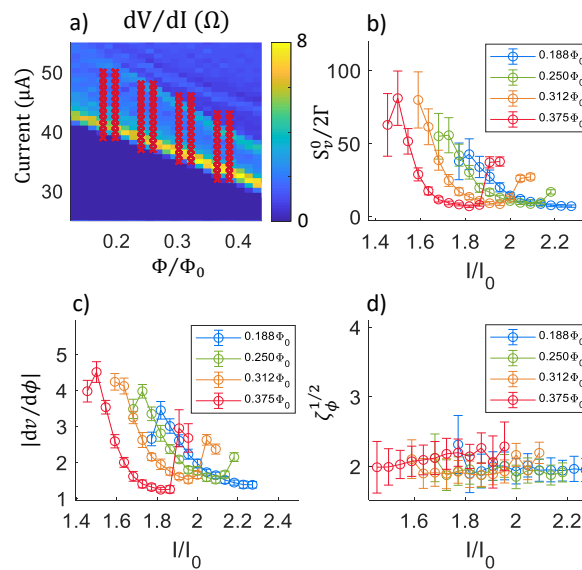 a) dV/dI (Ω)
8
0
50
40
30
Current (μA)
0.2 0.3 0.4
Φ/Φ₀
b)
100
50
0
S_v^0/2Γ
0.188Φ₀
0.250Φ₀
0.312Φ₀
0.375Φ₀
1.4 1.6 1.8 2 2.2
I/I₀
c)
5
4
3
2
1
|dv/dϕ|
0.188Φ₀
0.250Φ₀
0.312Φ₀
0.375Φ₀
1.4 1.6 1.8 2 2.2 2.4
I/I₀
d)
4
3
2
ζ_ϕ^1/2
0.188Φ₀
0.250Φ₀
0.312Φ₀
0.375Φ₀
1.6 1.8 2 2.2
I/I₀